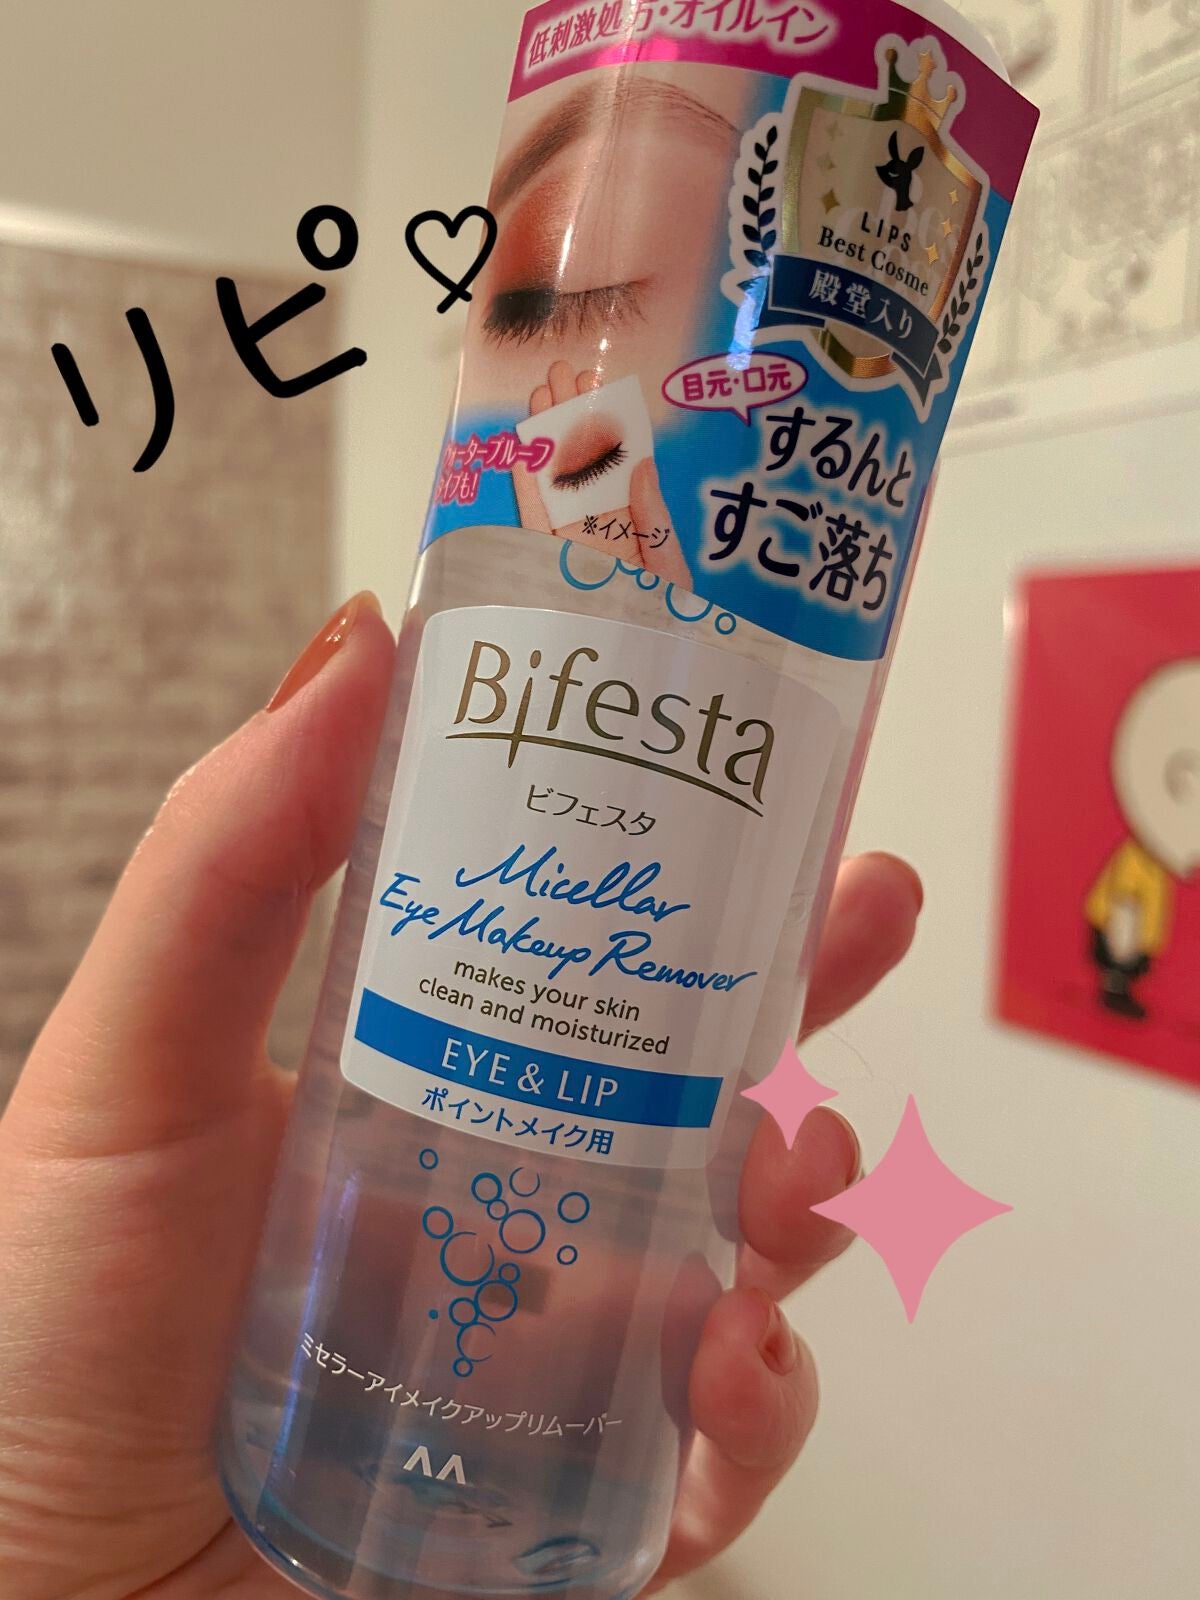 低刺激処方・オイルイン
LIPS
Best Cosme
殿堂入り
リピ♡
目元・口元
するんと
すご落ち
ウォータープルーフ
タイプも!
※イメージ
Bifesta
ビフェスタ
Micellar
Eye Makeup Remover
makes your skin
clean and moisturized
EYE & LIP
ポイントメイク用
ミセラーアイメイクアップリムーバー